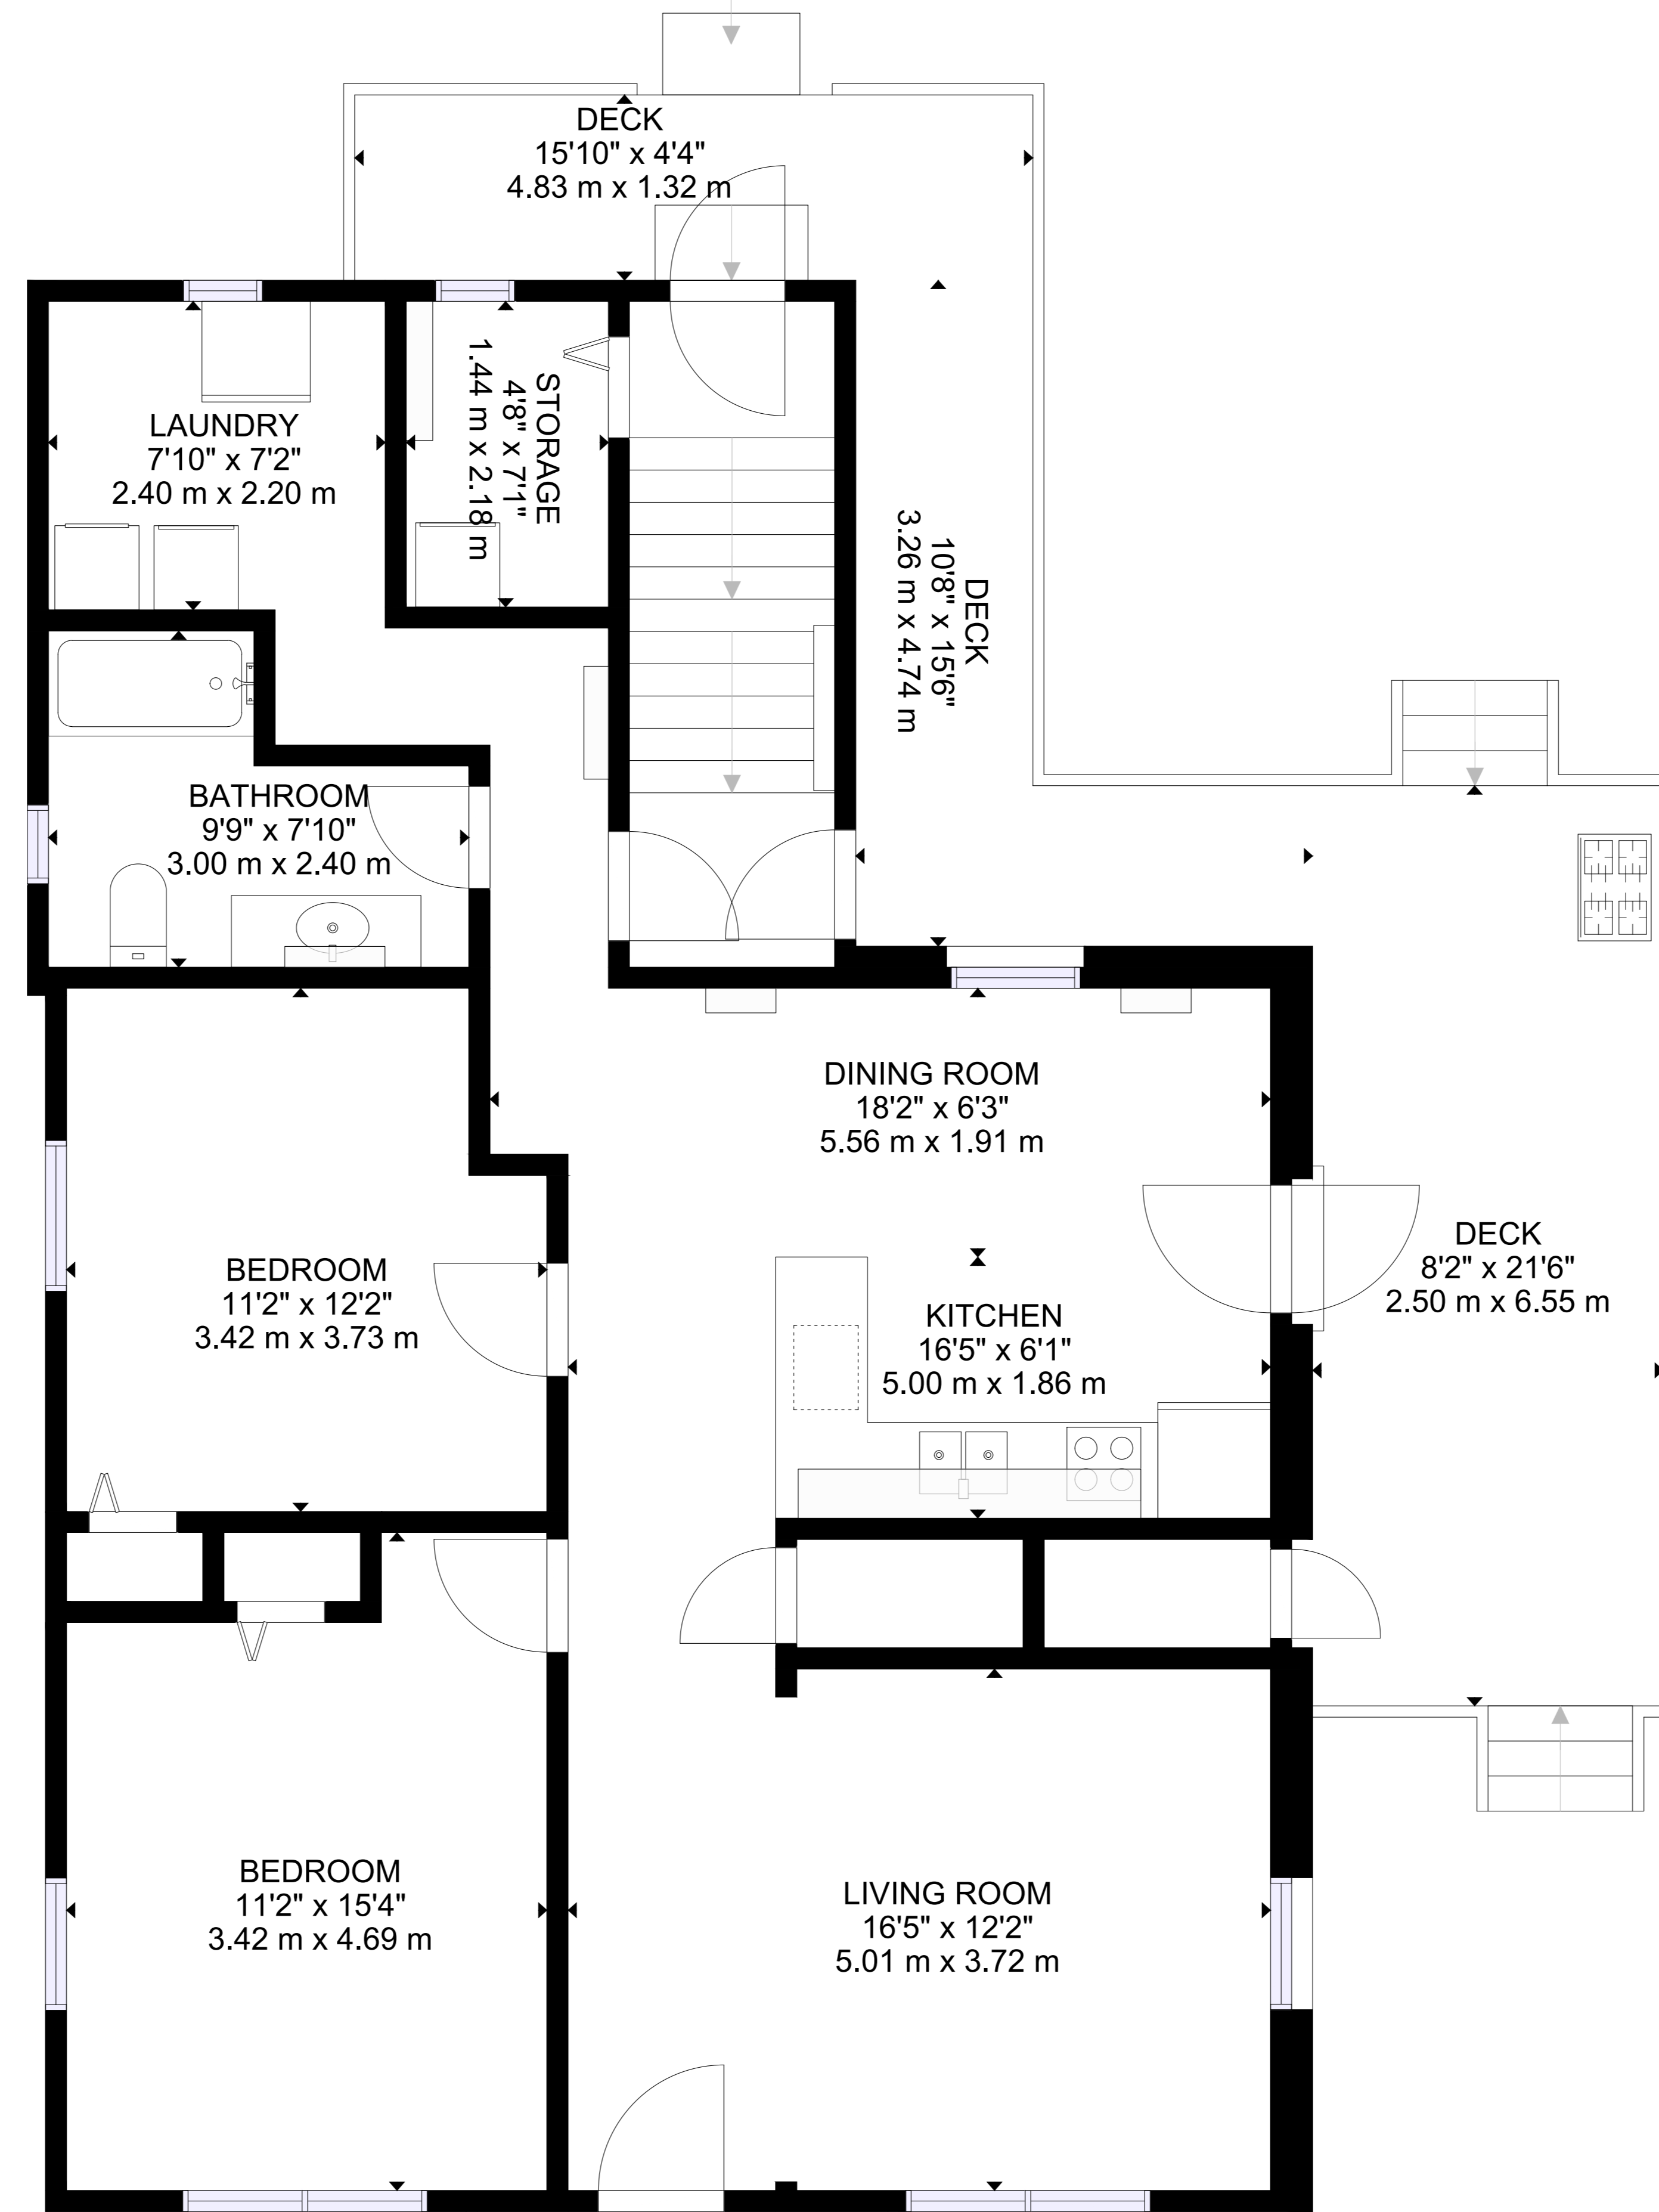 DECK
15'10" x 4'4"
4.83 m x 1.32 m
LAUNDRY
7'10" x 7'2"
2.40 m x 2.20 m
STORAGE
4'8" x 7'1"
1.44 m x 2.18 m
DECK
10'8" x 15'6"
3.26 m x 4.74 m
BATHROOM
9'9" x 7'10"
3.00 m x 2.40 m
DINING ROOM
18'2" x 6'3"
5.56 m x 1.91 m
BEDROOM
11'2" x 12'2"
3.42 m x 3.73 m
KITCHEN
16'5" x 6'1"
5.00 m x 1.86 m
DECK
8'2" x 21'6"
2.50 m x 6.55 m
BEDROOM
11'2" x 15'4"
3.42 m x 4.69 m
LIVING ROOM
16'5" x 12'2"
5.01 m x 3.72 m